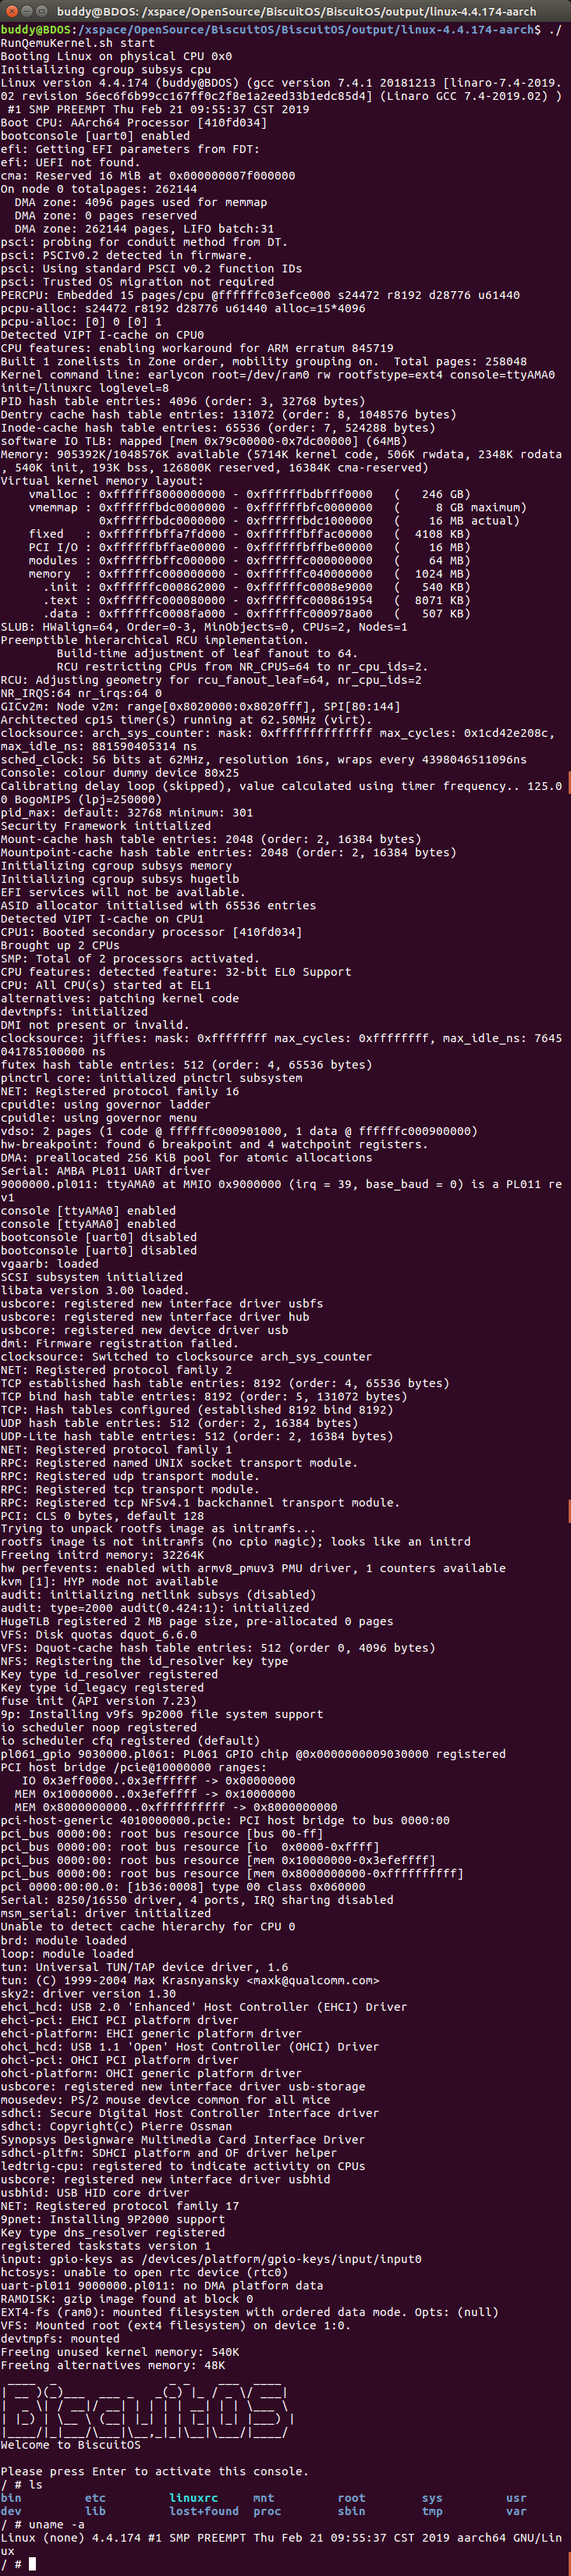 buddy@BDOS: /xspace/OpenSource/BiscuitOS/BiscuitOS/output/linux-4.4.174-aarch
buddy@BDOS:/xspace/OpenSource/BiscuitOS/BiscuitOS/output/linux-4.4.174-aarch$ ./
RunQemuKernel.sh start
Booting Linux on physical CPU 0x0
Initializing cgroup subsys cpu
Linux version 4.4.174 (buddy@BDOS) (gcc version 7.4.1 20181213 [linaro-7.4-2019.
02 revision 56ec6f6b99cc167ff0c2f8e1a2eed33b1edc85d4] (Linaro GCC 7.4-2019.02) )
 #1 SMP PREEMPT Thu Feb 21 09:55:37 CST 2019
Boot CPU: AArch64 Processor [410fd034]
bootconsole [uart0] enabled
efi: Getting EFI parameters from FDT:
efi: UEFI not found.
cma: Reserved 16 MiB at 0x000000007f000000
On node 0 totalpages: 262144
  DMA zone: 4096 pages used for memmap
  DMA zone: 0 pages reserved
  DMA zone: 262144 pages, LIFO batch:31
psci: probing for conduit method from DT.
psci: PSCIv0.2 detected in firmware.
psci: Using standard PSCI v0.2 function IDs
psci: Trusted OS migration not required
PERCPU: Embedded 15 pages/cpu @ffffffc03efce000 s24472 r8192 d28776 u61440
pcpu-alloc: s24472 r8192 d28776 u61440 alloc=15*4096
pcpu-alloc: [0] 0 [0] 1
Detected VIPT I-cache on CPU0
CPU features: enabling workaround for ARM erratum 845719
Built 1 zonelists in Zone order, mobility grouping on.  Total pages: 258048
Kernel command line: earlycon root=/dev/ram0 rw rootfstype=ext4 console=ttyAMA0
init=/linuxrc loglevel=8
PID hash table entries: 4096 (order: 3, 32768 bytes)
Dentry cache hash table entries: 131072 (order: 8, 1048576 bytes)
Inode-cache hash table entries: 65536 (order: 7, 524288 bytes)
software IO TLB: mapped [mem 0x79c00000-0x7dc00000] (64MB)
Memory: 905392K/1048576K available (5714K kernel code, 506K rwdata, 2348K rodata
, 540K init, 193K bss, 126800K reserved, 16384K cma-reserved)
Virtual kernel memory layout:
    vmalloc : 0xffffff8000000000 - 0xffffffbdbfff0000   (   246 GB)
    vmemmap : 0xffffffbdc0000000 - 0xffffffbfc0000000   (     8 GB maximum)
              0xffffffbdc0000000 - 0xffffffbdc1000000   (    16 MB actual)
    fixed   : 0xffffffbffa7fd000 - 0xffffffbffac00000   (  4108 KB)
    PCI I/O : 0xffffffbffae00000 - 0xffffffbffbe00000   (    16 MB)
    modules : 0xffffffbffc000000 - 0xffffffc000000000   (    64 MB)
    memory  : 0xffffffc000000000 - 0xffffffc040000000   (  1024 MB)
      .init : 0xffffffc000862000 - 0xffffffc0008e9000   (   540 KB)
      .text : 0xffffffc000080000 - 0xffffffc000861954   (  8071 KB)
      .data : 0xffffffc0008fa000 - 0xffffffc000978a00   (   507 KB)
SLUB: HWalign=64, Order=0-3, MinObjects=0, CPUs=2, Nodes=1
Preemptible hierarchical RCU implementation.
        Build-time adjustment of leaf fanout to 64.
        RCU restricting CPUs from NR_CPUS=64 to nr_cpu_ids=2.
RCU: Adjusting geometry for rcu_fanout_leaf=64, nr_cpu_ids=2
NR_IRQS:64 nr_irqs:64 0
GICv2m: Node v2m: range[0x8020000:0x8020fff], SPI[80:144]
Architected cp15 timer(s) running at 62.50MHz (virt).
clocksource: arch_sys_counter: mask: 0xffffffffffffff max_cycles: 0x1cd42e208c,
max_idle_ns: 881590405314 ns
sched_clock: 56 bits at 62MHz, resolution 16ns, wraps every 4398046511096ns
Console: colour dummy device 80x25
Calibrating delay loop (skipped), value calculated using timer frequency.. 125.0
0 BogoMIPS (lpj=250000)
pid_max: default: 32768 minimum: 301
Security Framework initialized
Mount-cache hash table entries: 2048 (order: 2, 16384 bytes)
Mountpoint-cache hash table entries: 2048 (order: 2, 16384 bytes)
Initializing cgroup subsys memory
Initializing cgroup subsys hugetlb
EFI services will not be available.
ASID allocator initialised with 65536 entries
Detected VIPT I-cache on CPU1
CPU1: Booted secondary processor [410fd034]
Brought up 2 CPUs
SMP: Total of 2 processors activated.
CPU features: detected feature: 32-bit EL0 Support
CPU: All CPU(s) started at EL1
alternatives: patching kernel code
devtmpfs: initialized
DMI not present or invalid.
clocksource: jiffies: mask: 0xffffffff max_cycles: 0xffffffff, max_idle_ns: 7645
041785100000 ns
futex hash table entries: 512 (order: 4, 65536 bytes)
pinctrl core: initialized pinctrl subsystem
NET: Registered protocol family 16
cpuidle: using governor ladder
cpuidle: using governor menu
vdso: 2 pages (1 code @ ffffffc000901000, 1 data @ ffffffc000900000)
hw-breakpoint: found 6 breakpoint and 4 watchpoint registers.
DMA: preallocated 256 KiB pool for atomic allocations
Serial: AMBA PL011 UART driver
9000000.pl011: ttyAMA0 at MMIO 0x9000000 (irq = 39, base_baud = 0) is a PL011 re
v1
console [ttyAMA0] enabled
console [ttyAMA0] enabled
bootconsole [uart0] disabled
bootconsole [uart0] disabled
vgaarb: loaded
SCSI subsystem initialized
libata version 3.00 loaded.
usbcore: registered new interface driver usbfs
usbcore: registered new interface driver hub
usbcore: registered new device driver usb
dmi: Firmware registration failed.
clocksource: Switched to clocksource arch_sys_counter
NET: Registered protocol family 2
TCP established hash table entries: 8192 (order: 4, 65536 bytes)
TCP bind hash table entries: 8192 (order: 5, 131072 bytes)
TCP: Hash tables configured (established 8192 bind 8192)
UDP hash table entries: 512 (order: 2, 16384 bytes)
UDP-Lite hash table entries: 512 (order: 2, 16384 bytes)
NET: Registered protocol family 1
RPC: Registered named UNIX socket transport module.
RPC: Registered udp transport module.
RPC: Registered tcp transport module.
RPC: Registered tcp NFSv4.1 backchannel transport module.
PCI: CLS 0 bytes, default 128
Trying to unpack rootfs image as initramfs...
rootfs image is not initramfs (no cpio magic); looks like an initrd
Freeing initrd memory: 32264K
hw perfevents: enabled with armv8_pmuv3 PMU driver, 1 counters available
kvm [1]: HYP mode not available
audit: initializing netlink subsys (disabled)
audit: type=2000 audit(0.424:1): initialized
HugeTLB registered 2 MB page size, pre-allocated 0 pages
VFS: Disk quotas dquot_6.6.0
VFS: Dquot-cache hash table entries: 512 (order 0, 4096 bytes)
NFS: Registering the id_resolver key type
Key type id_resolver registered
Key type id_legacy registered
fuse init (API version 7.23)
9p: Installing v9fs 9p2000 file system support
io scheduler noop registered
io scheduler cfq registered (default)
pl061_gpio 9030000.pl061: PL061 GPIO chip @0x0000000009030000 registered
PCI host bridge /pcie@10000000 ranges:
   IO 0x3eff0000..0x3effffff -> 0x00000000
  MEM 0x10000000..0x3efeffff -> 0x10000000
  MEM 0x8000000000..0xffffffffff -> 0x8000000000
pci-host-generic 4010000000.pcie: PCI host bridge to bus 0000:00
pci_bus 0000:00: root bus resource [bus 00-ff]
pci_bus 0000:00: root bus resource [io  0x0000-0xffff]
pci_bus 0000:00: root bus resource [mem 0x10000000-0x3efeffff]
pci_bus 0000:00: root bus resource [mem 0x8000000000-0xffffffffff]
pci 0000:00:00.0: [1b36:0008] type 00 class 0x060000
Serial: 8250/16550 driver, 4 ports, IRQ sharing disabled
msm_serial: driver initialized
Unable to detect cache hierarchy for CPU 0
brd: module loaded
loop: module loaded
tun: Universal TUN/TAP device driver, 1.6
tun: (C) 1999-2004 Max Krasnyansky <maxk@qualcomm.com>
sky2: driver version 1.30
ehci_hcd: USB 2.0 'Enhanced' Host Controller (EHCI) Driver
ehci-pci: EHCI PCI platform driver
ehci-platform: EHCI generic platform driver
ohci_hcd: USB 1.1 'Open' Host Controller (OHCI) Driver
ohci-pci: OHCI PCI platform driver
ohci-platform: OHCI generic platform driver
usbcore: registered new interface driver usb-storage
mousedev: PS/2 mouse device common for all mice
sdhci: Secure Digital Host Controller Interface driver
sdhci: Copyright(c) Pierre Ossman
Synopsys Designware Multimedia Card Interface Driver
sdhci-pltfm: SDHCI platform and OF driver helper
ledtrig-cpu: registered to indicate activity on CPUs
usbcore: registered new interface driver usbhid
usbhid: USB HID core driver
NET: Registered protocol family 17
9pnet: Installing 9P2000 support
Key type dns_resolver registered
registered taskstats version 1
input: gpio-keys as /devices/platform/gpio-keys/input/input0
hctosys: unable to open rtc device (rtc0)
uart-pl011 9000000.pl011: no DMA platform data
RAMDISK: gzip image found at block 0
EXT4-fs (ram0): mounted filesystem with ordered data mode. Opts: (null)
VFS: Mounted root (ext4 filesystem) on device 1:0.
devtmpfs: mounted
Freeing unused kernel memory: 540K
Freeing alternatives memory: 48K
BiscuitOS
Welcome to BiscuitOS
Please press Enter to activate this console.
/ # ls
bin         etc         linuxrc     mnt         root        sys         usr
dev         lib         lost+found  proc        sbin        tmp         var
/ # uname -a
Linux (none) 4.4.174 #1 SMP PREEMPT Thu Feb 21 09:55:37 CST 2019 aarch64 GNU/Lin
ux
/ #